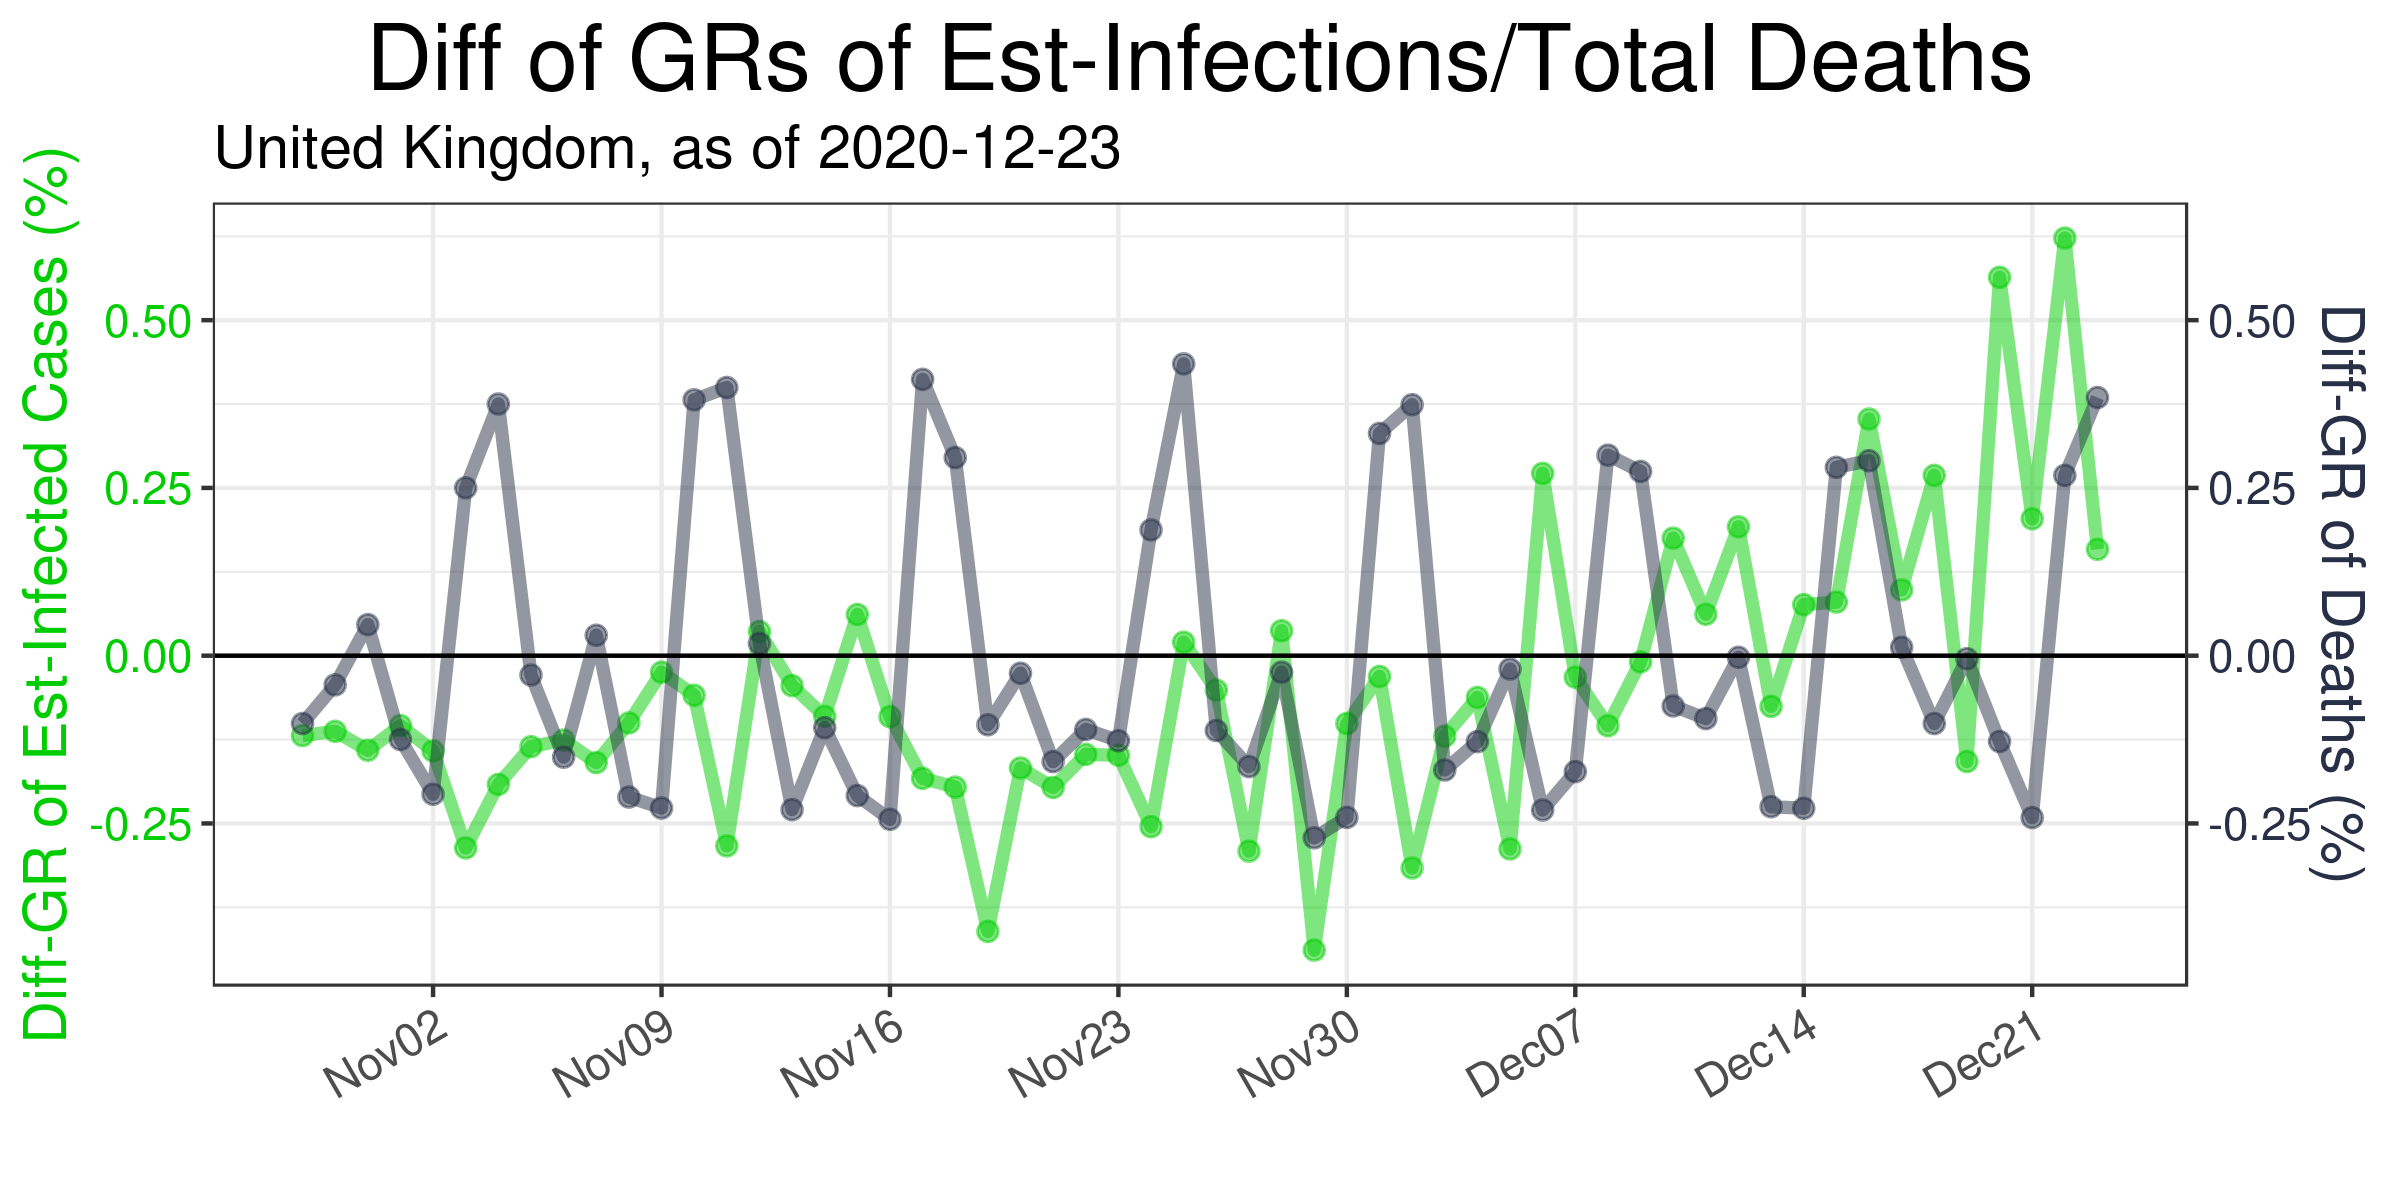 Diff of GRs of Est-Infections/Total Deaths
United Kingdom, as of 2020-12-23
Diff-GR of Est-Infected Cases (%)
0.50
0.25
0.00
-0.25
0.50
0.25
0.00
-0.25
Diff-GR of Deaths (%)
Nov02
Nov09
Nov16
Nov23
Nov30
Dec07
Dec14
Dec21